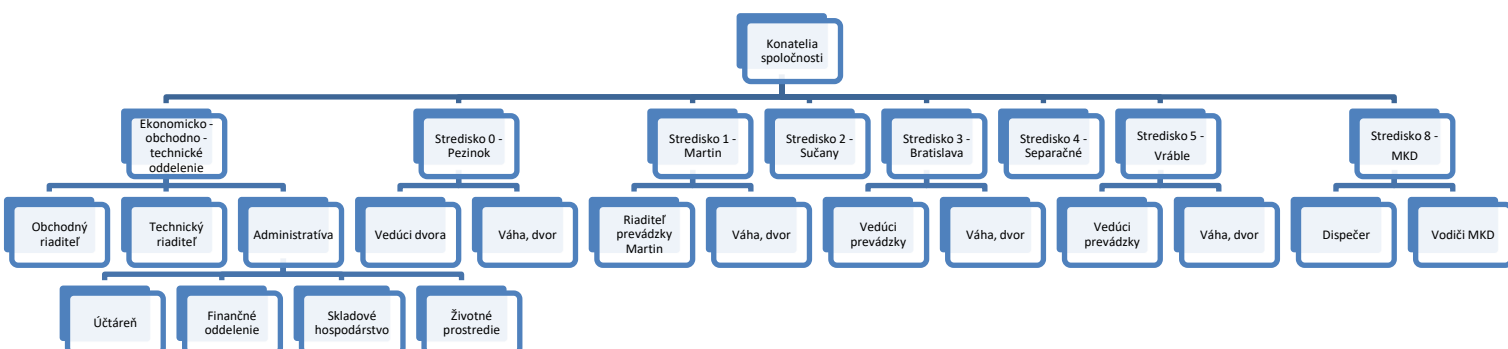 Konatelia
spoločnosti
Ekonomicko -
obchodno -
technické
oddelenie
Stredisko 0 -
Pezinok
Stredisko 1 -
Martin
Stredisko 2 -
Sučany
Stredisko 3 -
Bratislava
Stredisko 4 -
Separačné
Stredisko 5 -
Vráble
Stredisko 8 -
MKD
Obchodný
riaditeľ
Technický
riaditeľ
Administratíva
Vedúci dvora
Váha, dvor
Riaditeľ
prevádzky
Martin
Váha, dvor
Vedúci
prevádzky
Váha, dvor
Vedúci
prevádzky
Váha, dvor
Dispečer
Vodiči MKD
Účtáreň
Finančné
oddelenie
Skladové
hospodárstvo
Životné
prostredie